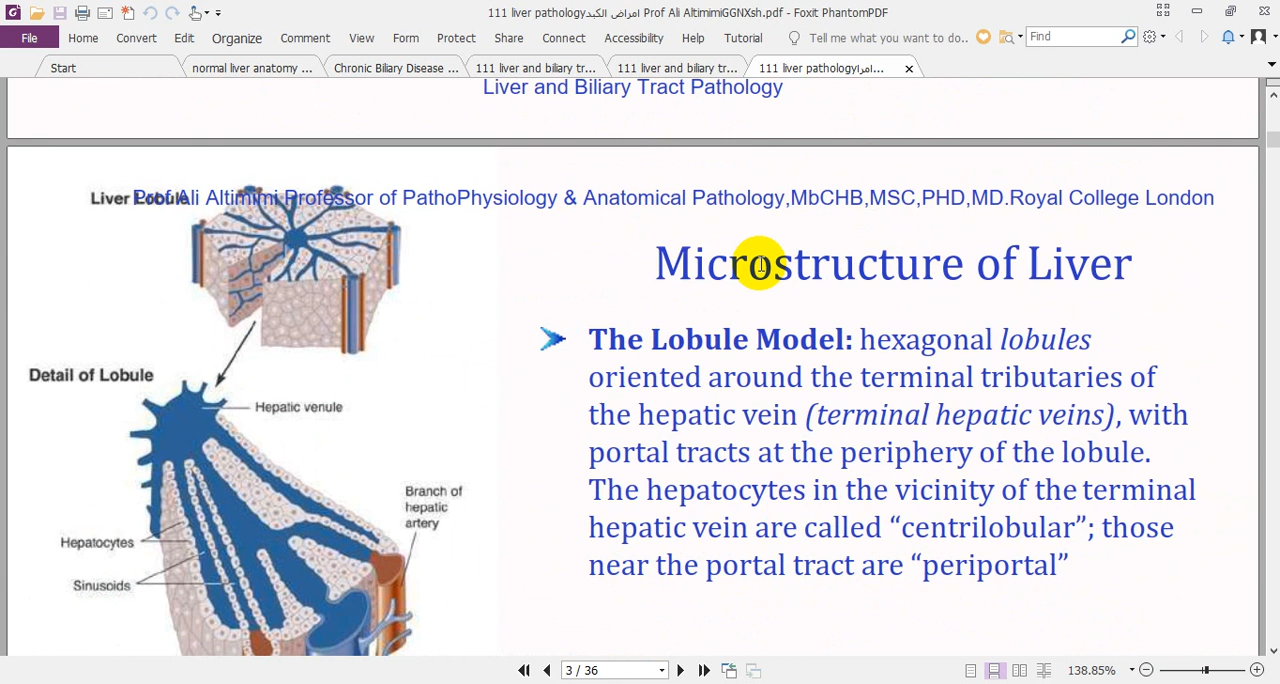 111 liver pathologyامراض الكبد Prof Ali AltimimiGGNXsh.pdf - Foxit PhantomPDF
File Home Convert Edit Organize Comment View Form Protect Share Connect Accessibility Help Tutorial Tell me what you want to do.. Find
Start normal liver anatomy ... Chronic Biliary Disease ... 111 liver and biliary tr... 111 liver and biliary tr... 111 liver pathologyامرا...
Liver and Biliary Tract Pathology
Liver Lobule
Prof Ali Altimimi Professor of PathoPhysiology & Anatomical Pathology,MbCHB,MSC,PHD,MD.Royal College London
Microstructure of Liver
The Lobule Model: hexagonal lobules
oriented around the terminal tributaries of
the hepatic vein (terminal hepatic veins), with
portal tracts at the periphery of the lobule.
The hepatocytes in the vicinity of the terminal
hepatic vein are called “centrilobular”; those
near the portal tract are “periportal”
Detail of Lobule
Hepatic venule
Branch of
hepatic
artery
Hepatocytes
Sinusoids
3 / 36
138.85%